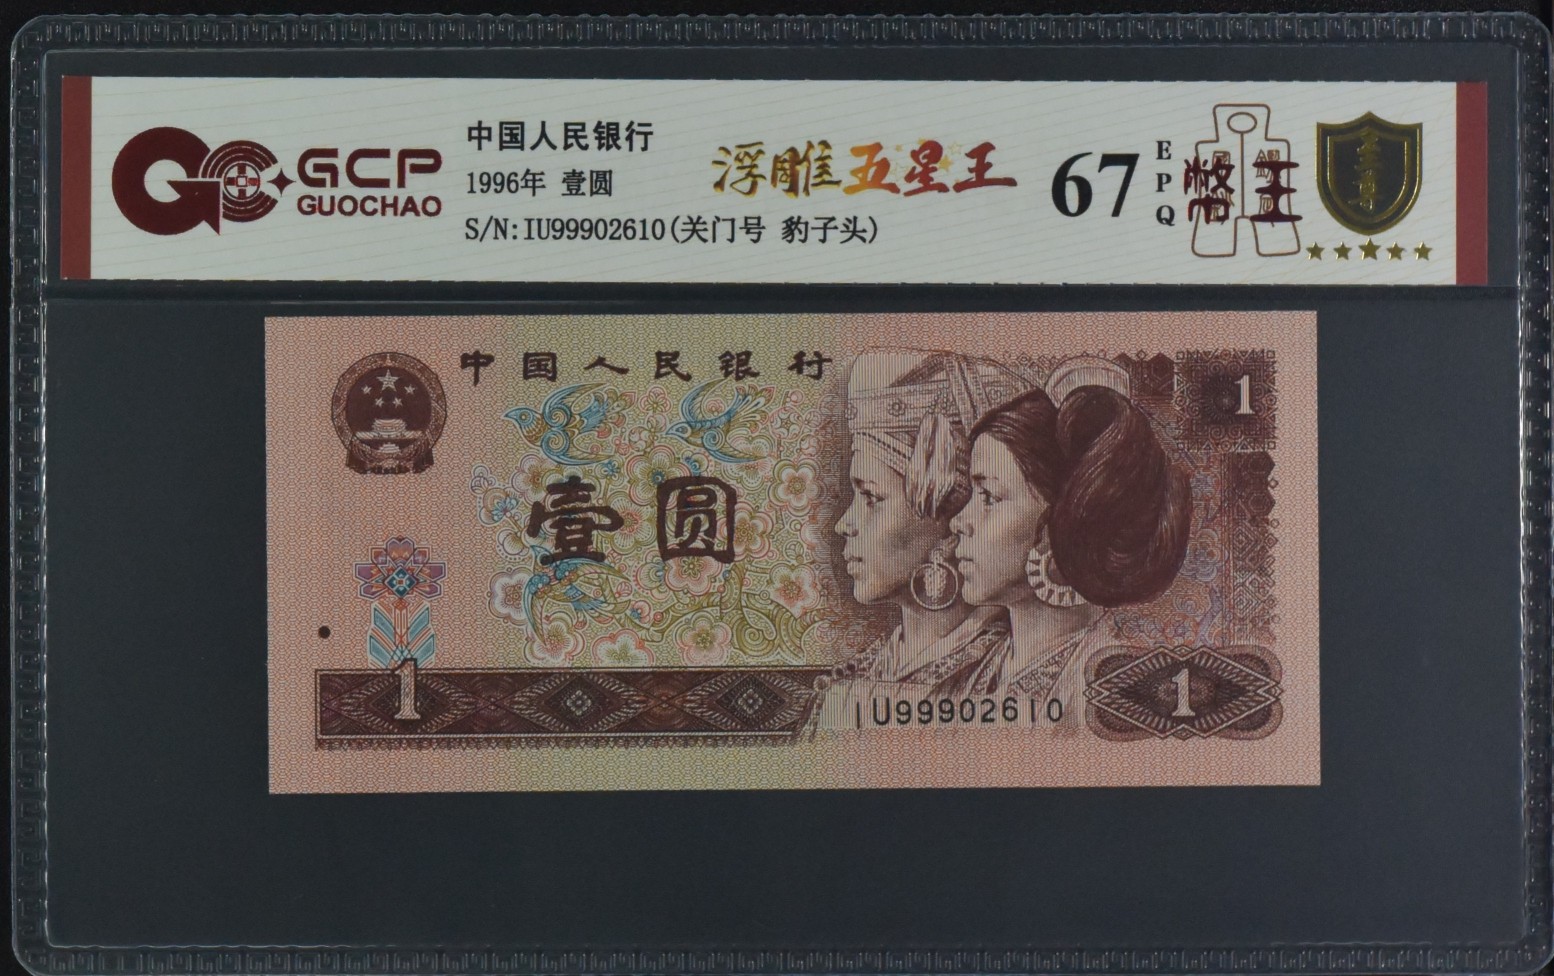 GCP
GUOCHAO
中国人民银行
1996年 壹圆
S/N:IU99902610(关门号 豹子头)
浮雕五星王
67
EPQ
至尊
中国人民银行
1
壹圆
1
IU99902610
1